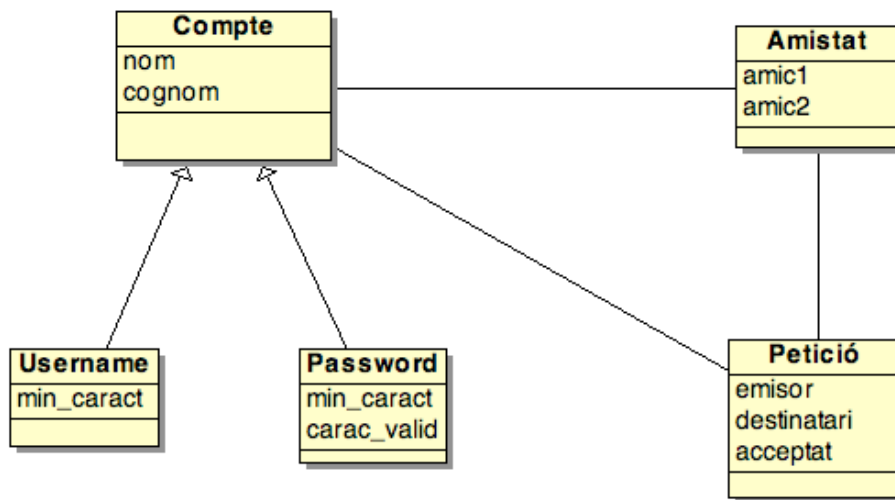 Compte
nom
cognom
Amistat
amic1
amic2
Username
min_caract
Password
min_caract
carac_valid
Petició
emisor
destinatari
acceptat